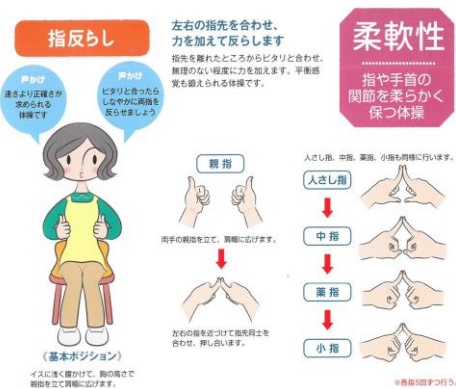 指反らし
声かけ
速さより正確さが
求められる
体操です
声かけ
ピタリと合ったら
しなやかに両指を
反らせましょう
《基本ポジション》
イスに浅く腰かけて、胸の高さで
親指を立て肩幅に広げます。
左右の指先を合わせ、
力を加えて反らします
指先を離れたところからピタリと合わせ、
無理のない程度に力を加えます。平衡感
覚も鍛えられる体操です。
柔軟性
指や手首の
関節を柔らかく
保つ体操
親指
両手の親指を立て、肩幅に広げます。
左右の指を近づけて指先同士を
合わせ、押し合います。
人さし指、中指、薬指、小指も同様に行います。
人さし指
中指
薬指
小指
※各指5回ずつ行う。